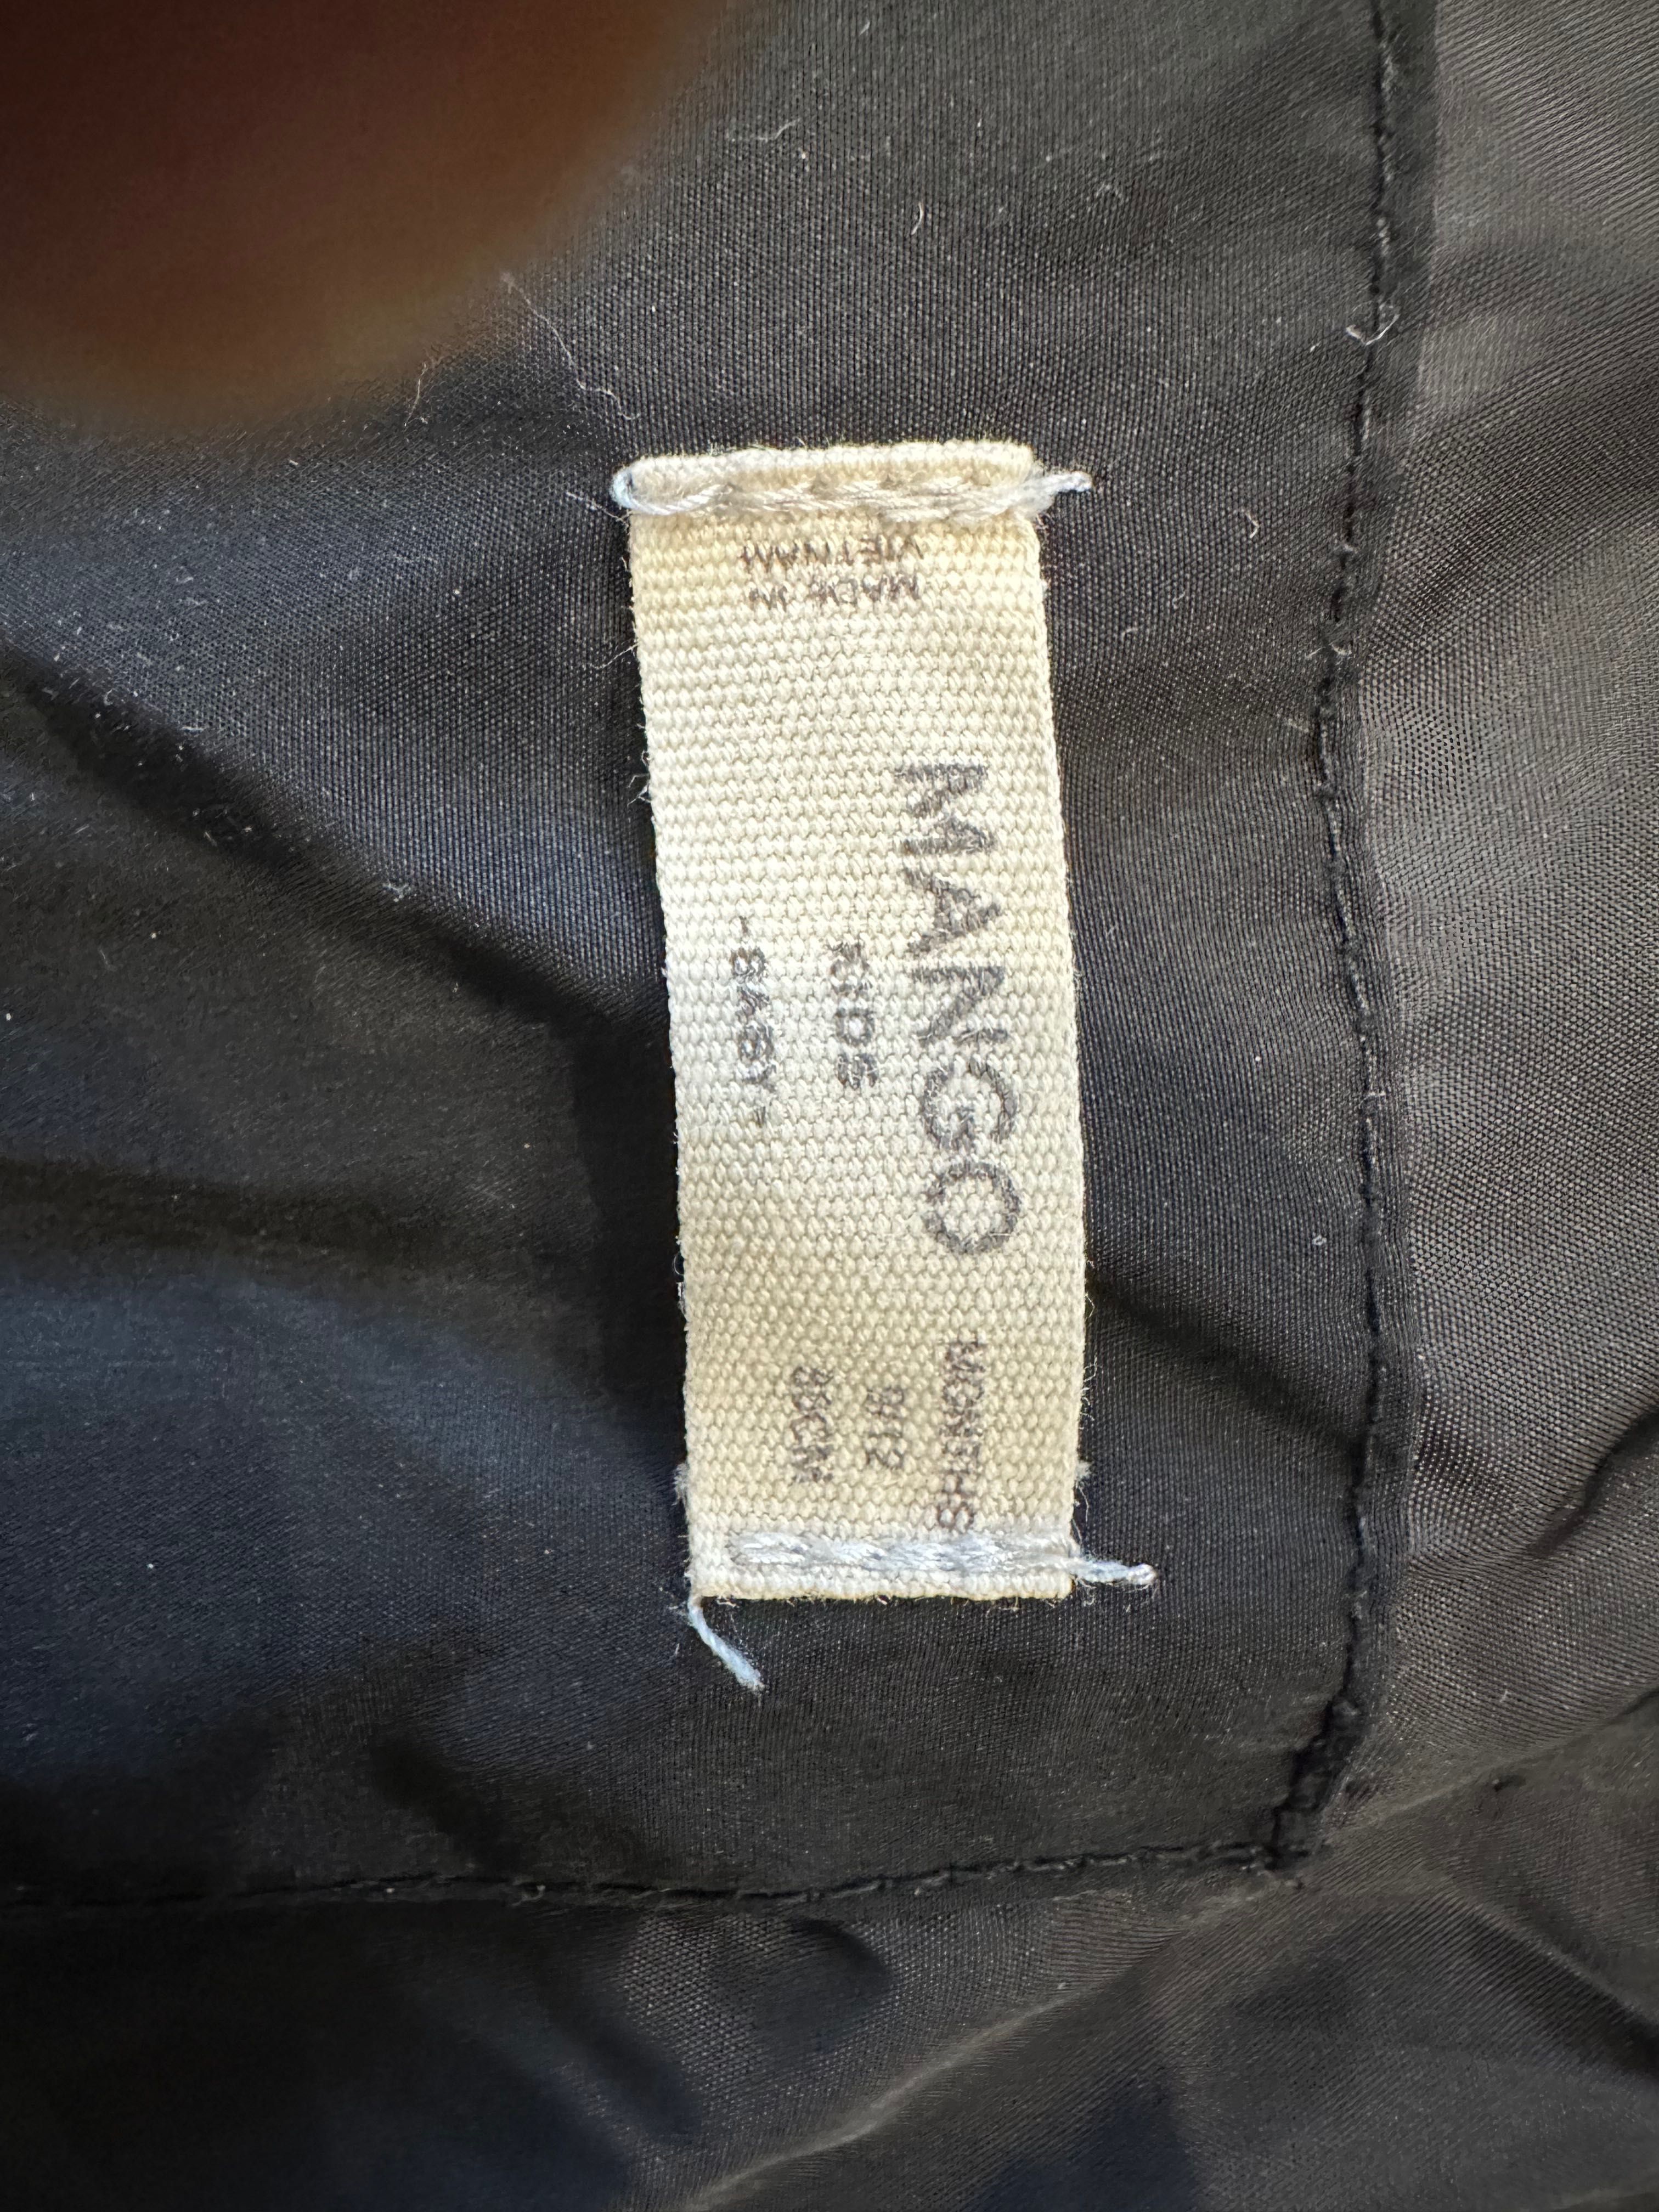 MANGO
KIDS
-BABY-
MONTHS
9/12
80CM
MADE IN
VIETNAM